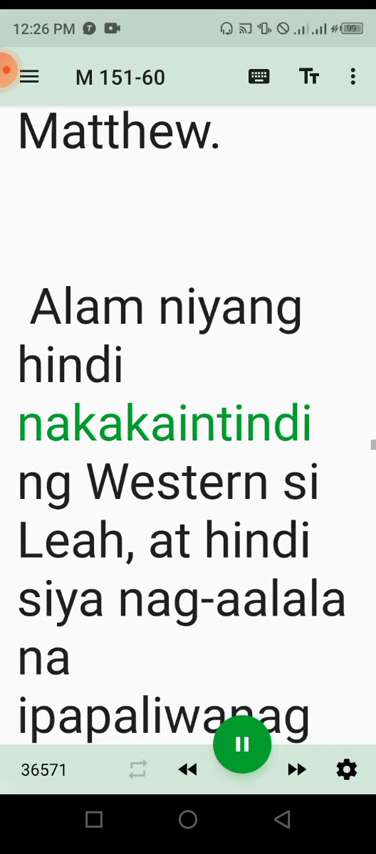 12:26 PM
99
M 151-60
Matthew.
Alam niyang
hindi
nakakaintindi
ng Western si
Leah, at hindi
siya nag-aalala
na
ipapaliwanag
36571